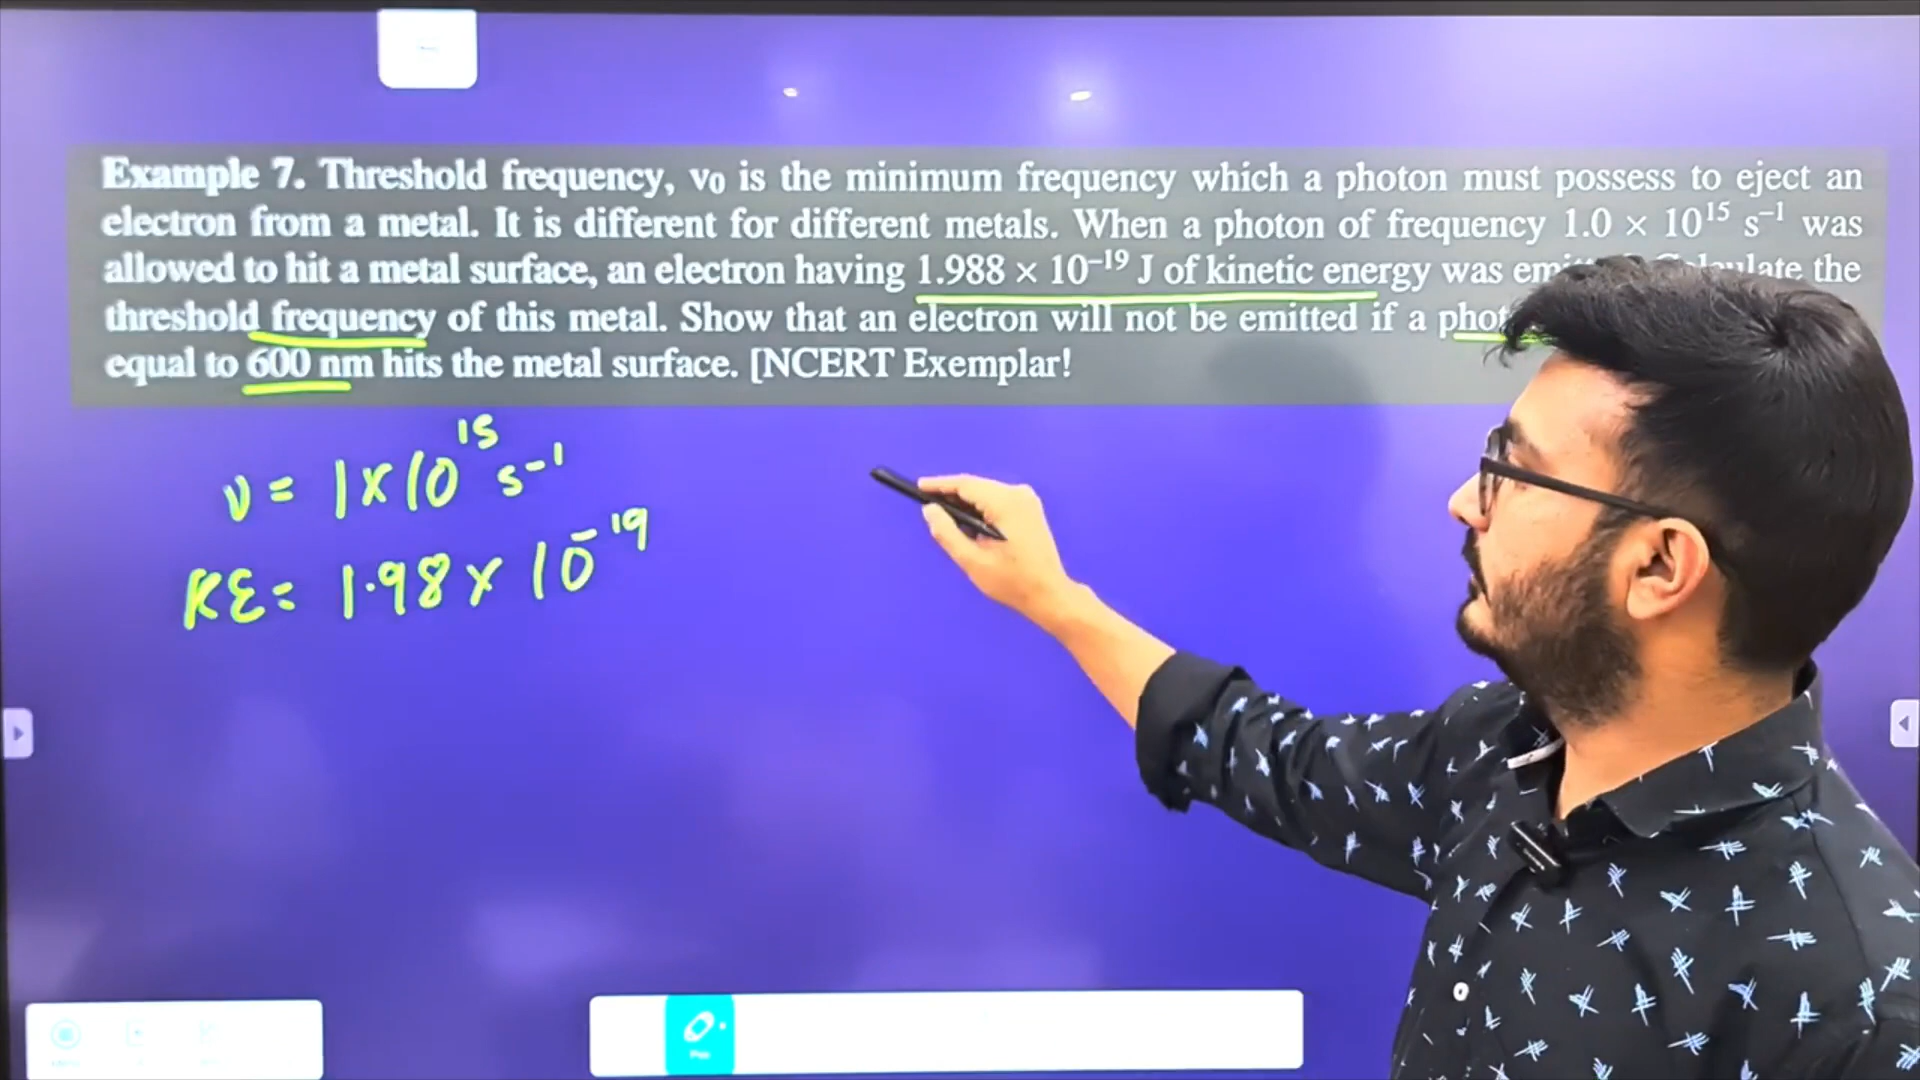 Example 7. Threshold frequency, ν₀ is the minimum frequency which a photon must possess to eject an
electron from a metal. It is different for different metals. When a photon of frequency 1.0 × 10¹⁵ s⁻¹ was
allowed to hit a metal surface, an electron having 1.988 × 10⁻¹⁹ J of kinetic energy was the
threshold frequency of this metal. Show that an electron will not be emitted if a
equal to 600 nm hits the metal surface. [NCERT Exemplar!
ν = 1×10¹⁵ s⁻¹
KE = 1.98 × 10⁻¹⁹